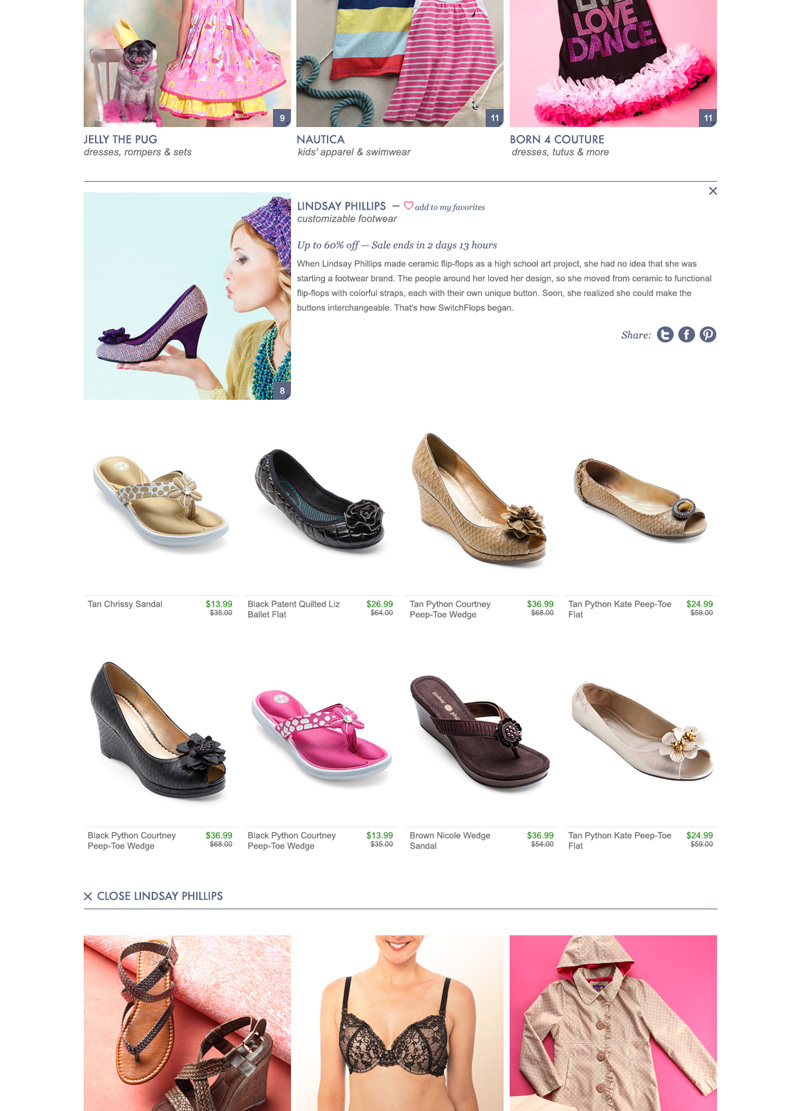 LIVE
LOVE
DANCE
9
11
11
JELLY THE PUG
dresses, rompers & sets
NAUTICA
kids' apparel & swimwear
BORN 4 COUTURE
dresses, tutus & more
LINDSAY PHILLIPS – add to my favorites
customizable footwear
Up to 60% off — Sale ends in 2 days 13 hours
When Lindsay Phillips made ceramic flip-flops as a high school art project, she had no idea that she was
starting a footwear brand. The people around her loved her design, so she moved from ceramic to functional
flip-flops with colorful straps, each with their own unique button. Soon, she realized she could make the
buttons interchangeable. That's how SwitchFlops began.
Share:
8
Tan Chrissy Sandal $13.99
$35.00
Black Patent Quilted Liz $26.99
Ballet Flat $64.00
Tan Python Courtney $36.99
Peep-Toe Wedge $68.00
Tan Python Kate Peep-Toe $24.99
Flat $59.00
Black Python Courtney $36.99
Peep-Toe Wedge $68.00
Black Python Courtney $13.99
Peep-Toe Wedge $35.00
Brown Nicole Wedge $36.99
Sandal $54.00
Tan Python Kate Peep-Toe $24.99
Flat $59.00
CLOSE LINDSAY PHILLIPS